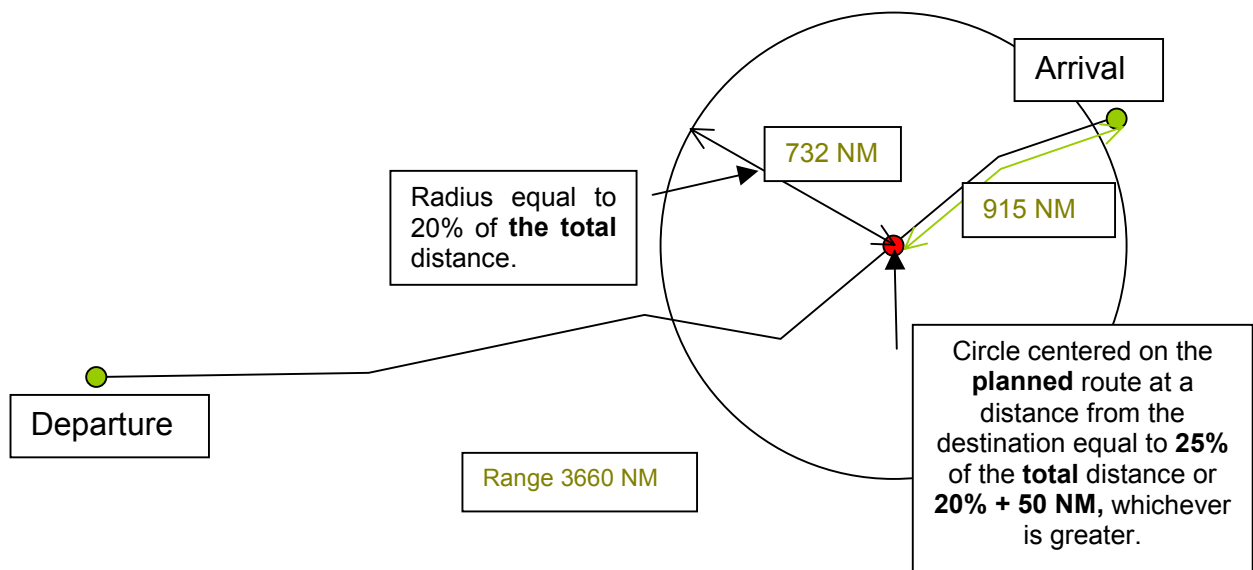 Arrival
732 NM
Radius equal to
20% of the total
distance.
915 NM
Departure
Range 3660 NM
Circle centered on the
planned route at a
distance from the
destination equal to 25%
of the total distance or
20% + 50 NM, whichever
is greater.